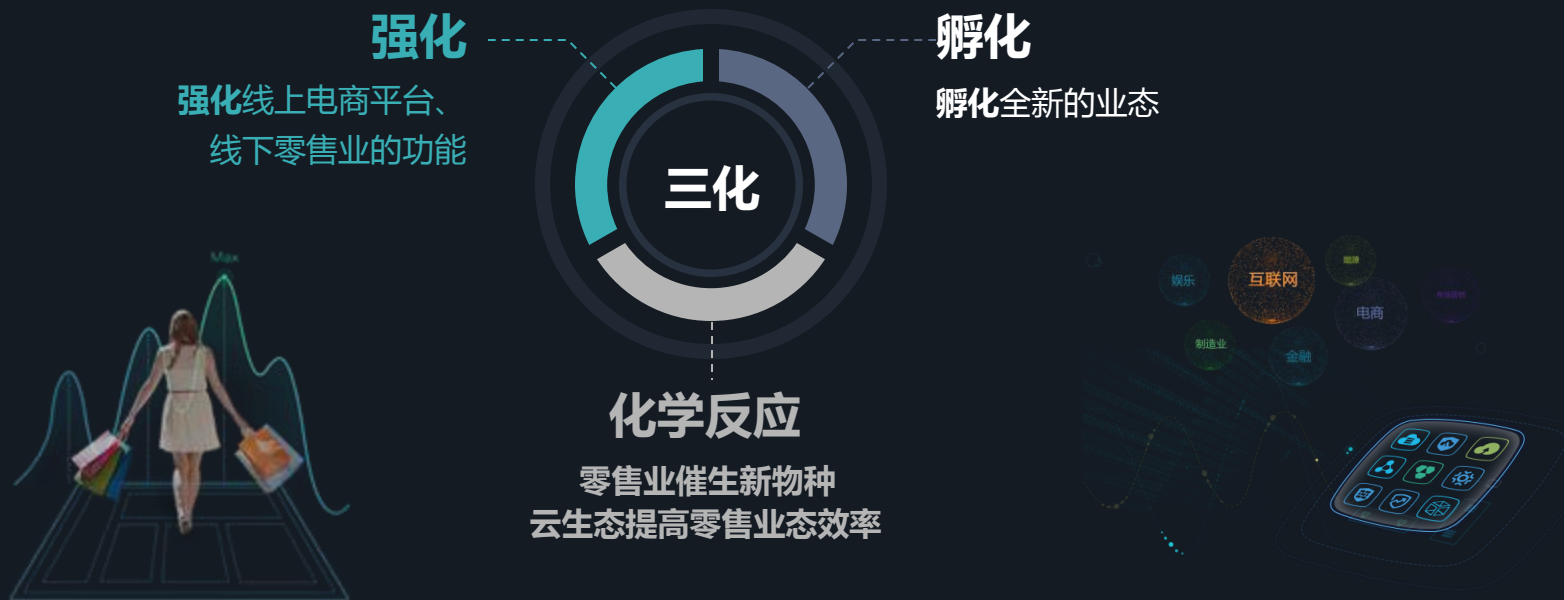 强化
强化线上电商平台、
线下零售业的功能
孵化
孵化全新的业态
三化
化学反应
零售业催生新物种
云生态提高零售业态效率
Max
娱乐
互联网
电商
制造业
金融